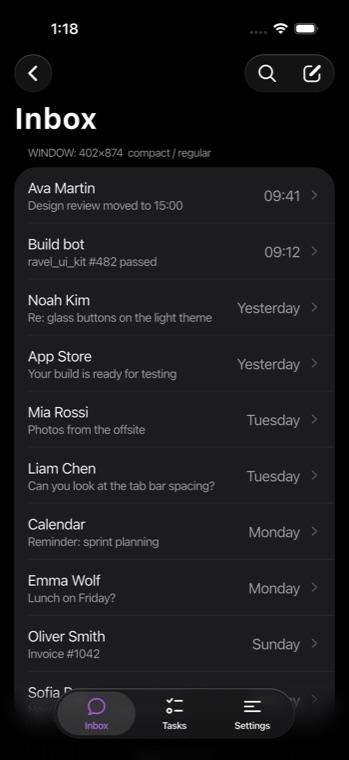 1:18
Inbox
WINDOW: 402×874 compact / regular
Ava Martin
09:41
Design review moved to 15:00
Build bot
09:12
ravel_ui_kit #482 passed
Noah Kim
Yesterday
Re: glass buttons on the light theme
App Store
Yesterday
Your build is ready for testing
Mia Rossi
Tuesday
Photos from the offsite
Liam Chen
Tuesday
Can you look at the tab bar spacing?
Calendar
Monday
Reminder: sprint planning
Emma Wolf
Monday
Lunch on Friday?
Oliver Smith
Sunday
Invoice #1042
Sofia
Inbox
Tasks
Settings